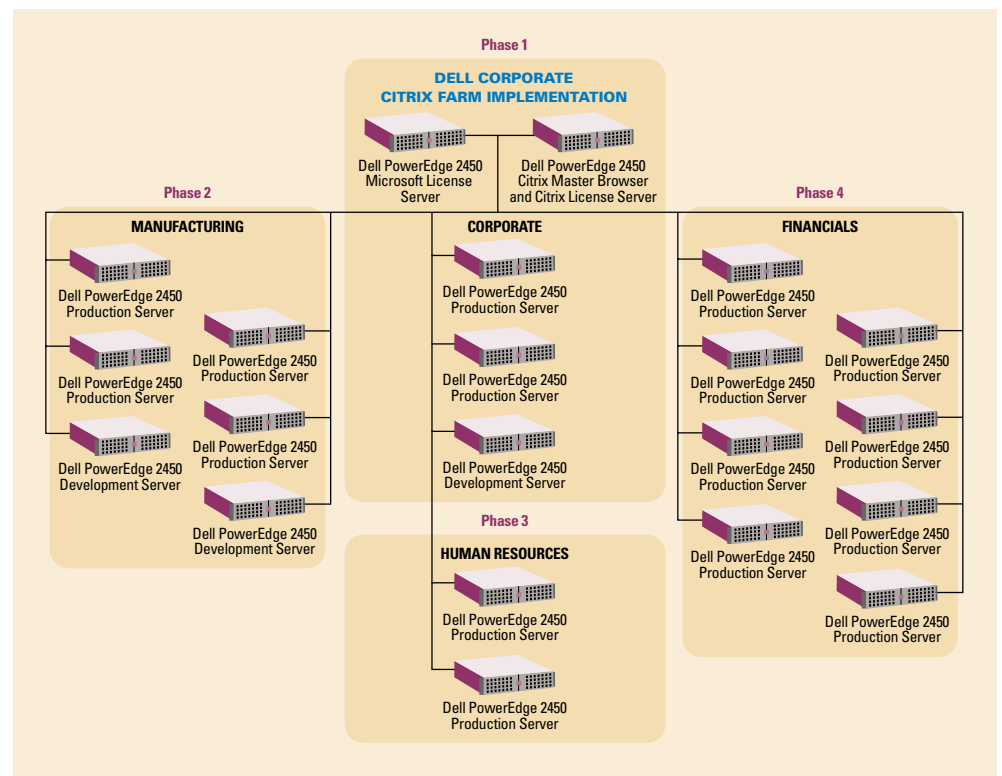 Phase 1
DELL CORPORATE
CITRIX FARM IMPLEMENTATION
Dell PowerEdge 2450
Microsoft License
Server
Dell PowerEdge 2450
Citrix Master Browser
and Citrix License Server
Phase 2
MANUFACTURING
Dell PowerEdge 2450
Production Server
Dell PowerEdge 2450
Production Server
Dell PowerEdge 2450
Development Server
Dell PowerEdge 2450
Production Server
Dell PowerEdge 2450
Production Server
Dell PowerEdge 2450
Development Server
CORPORATE
Dell PowerEdge 2450
Production Server
Dell PowerEdge 2450
Production Server
Dell PowerEdge 2450
Development Server
Phase 3
HUMAN RESOURCES
Dell PowerEdge 2450
Production Server
Dell PowerEdge 2450
Production Server
Phase 4
FINANCIALS
Dell PowerEdge 2450
Production Server
Dell PowerEdge 2450
Production Server
Dell PowerEdge 2450
Production Server
Dell PowerEdge 2450
Production Server
Dell PowerEdge 2450
Production Server
Dell PowerEdge 2450
Production Server
Dell PowerEdge 2450
Production Server
Dell PowerEdge 2450
Production Server